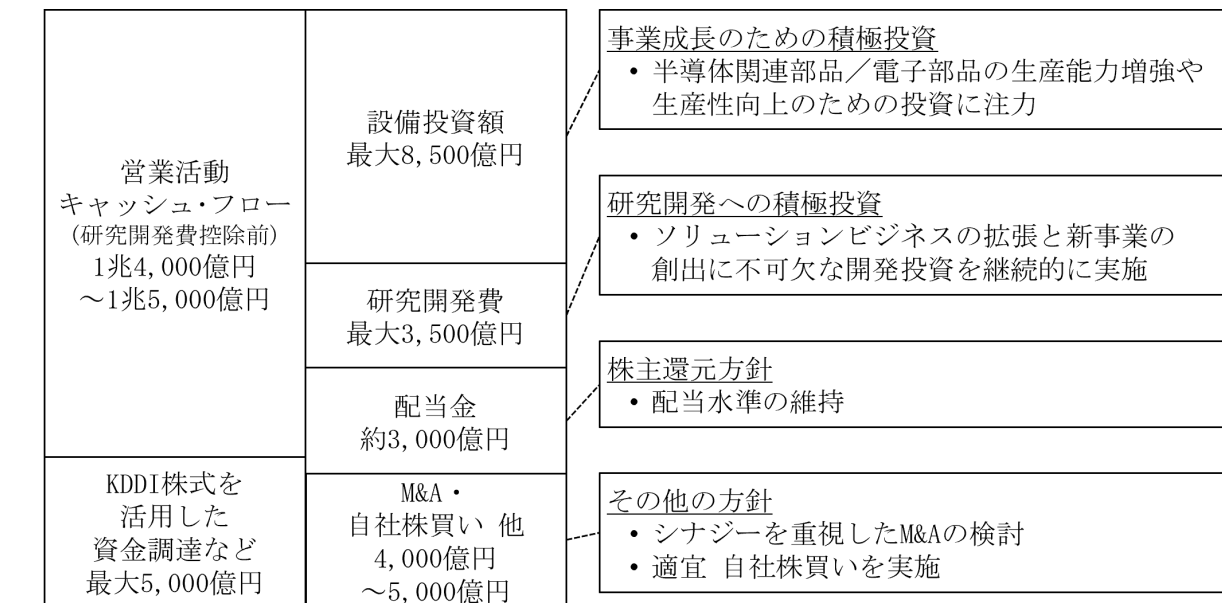 営業活動
キャッシュ・フロー
(研究開発費控除前)
1兆4,000億円
～1兆5,000億円
KDDI株式を
活用した
資金調達など
最大5,000億円
設備投資額
最大8,500億円
研究開発費
最大3,500億円
配当金
約3,000億円
M&A・
自社株買い 他
4,000億円
～5,000億円
事業成長のための積極投資
• 半導体関連部品／電子部品の生産能力増強や
生産性向上のための投資に注力
研究開発への積極投資
• ソリューションビジネスの拡張と新事業の
創出に不可欠な開発投資を継続的に実施
株主還元方針
• 配当水準の維持
その他の方針
• シナジーを重視したM&Aの検討
• 適宜 自社株買いを実施